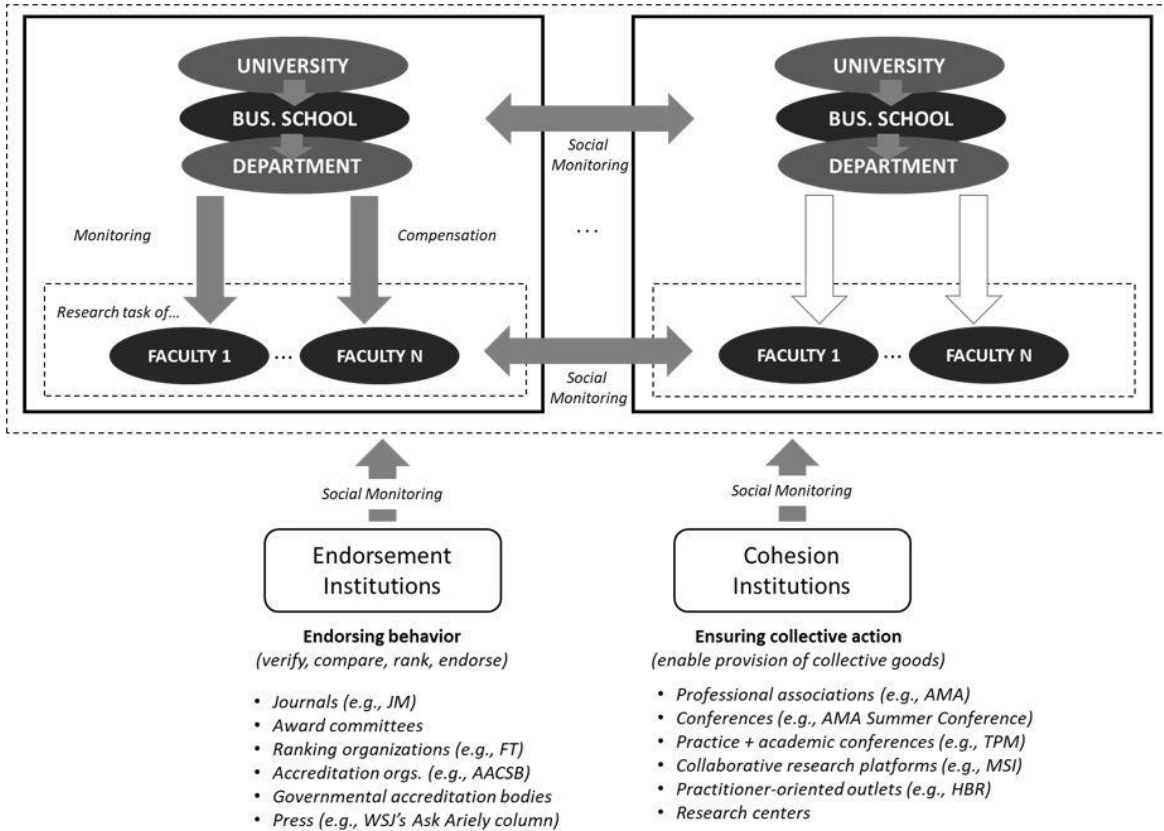 UNIVERSITY
BUS. SCHOOL
DEPARTMENT
Monitoring
Compensation
Research task of…
FACULTY 1
…
FACULTY N
Social
Monitoring
…
Social
Monitoring
UNIVERSITY
BUS. SCHOOL
DEPARTMENT
FACULTY 1
…
FACULTY N
Social Monitoring
Endorsement
Institutions
Endorsing behavior
(verify, compare, rank, endorse)
• Journals (e.g., JM)
• Award committees
• Ranking organizations (e.g., FT)
• Accreditation orgs. (e.g., AACSB)
• Governmental accreditation bodies
• Press (e.g., WSJ’s Ask Ariely column)
Social Monitoring
Cohesion
Institutions
Ensuring collective action
(enable provision of collective goods)
• Professional associations (e.g., AMA)
• Conferences (e.g., AMA Summer Conference)
• Practice + academic conferences (e.g., TPM)
• Collaborative research platforms (e.g., MSI)
• Practitioner-oriented outlets (e.g., HBR)
• Research centers